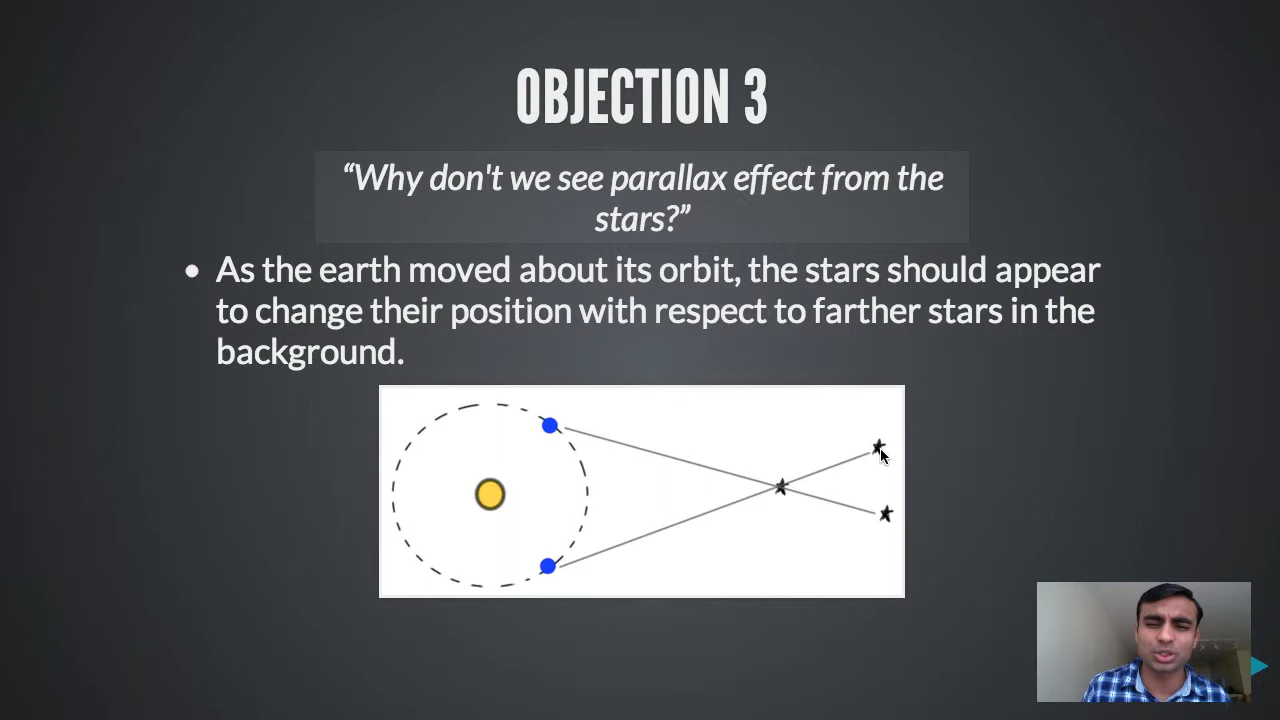 OBJECTION 3
“Why don't we see parallax effect from the
stars?”
• As the earth moved about its orbit, the stars should appear
to change their position with respect to farther stars in the
background.